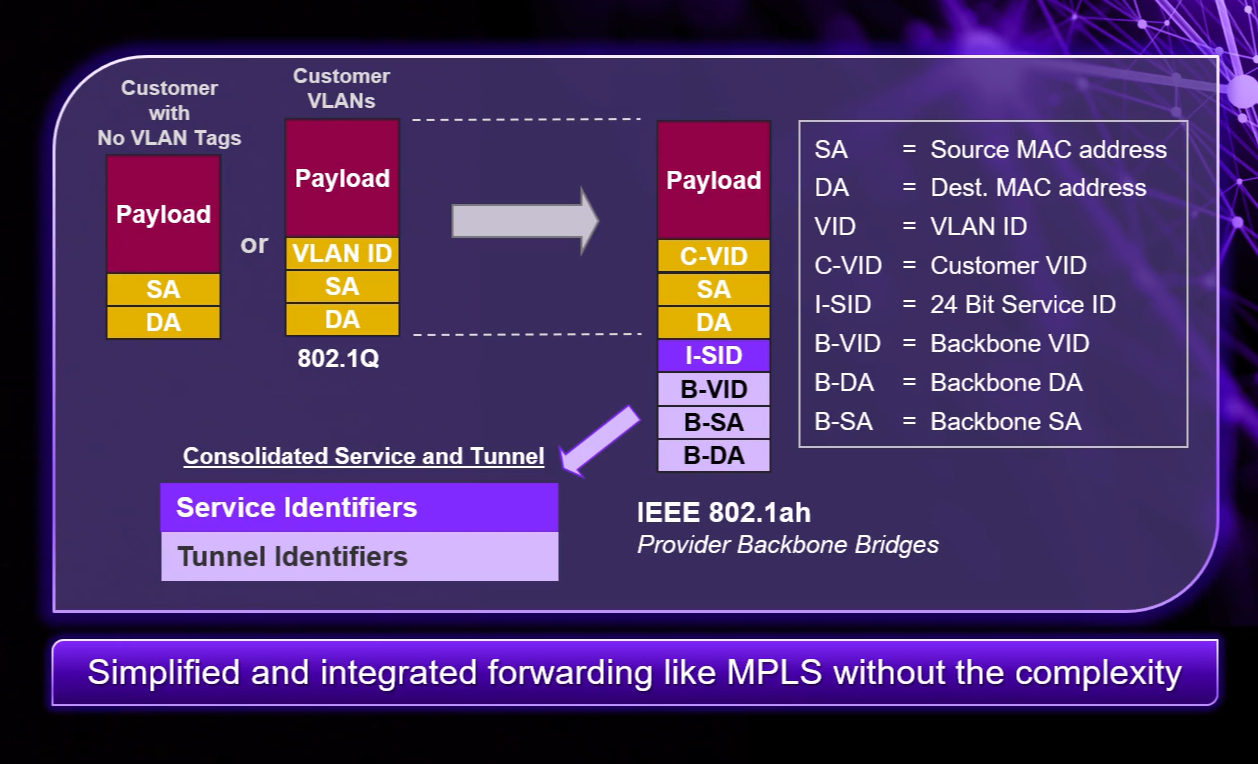 Customer
with
No VLAN Tags
Payload
SA
DA
or
Customer
VLANs
Payload
VLAN ID
SA
DA
802.1Q
Payload
C-VID
SA
DA
I-SID
B-VID
B-SA
B-DA
IEEE 802.1ah
Provider Backbone Bridges
SA = Source MAC address
DA = Dest. MAC address
VID = VLAN ID
C-VID = Customer VID
I-SID = 24 Bit Service ID
B-VID = Backbone VID
B-DA = Backbone DA
B-SA = Backbone SA
Consolidated Service and Tunnel
Service Identifiers
Tunnel Identifiers
Simplified and integrated forwarding like MPLS without the complexity